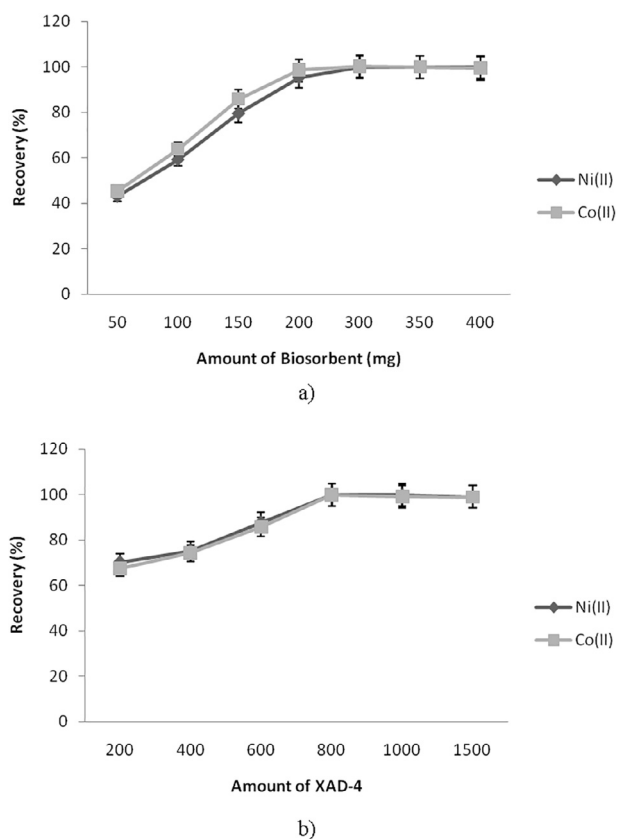 120
100
80
60
40
20
0
Recovery (%)
50 100 150 200 300 350 400
Amount of Biosorbent (mg)
Ni(II)
Co(II)
a)
120
100
80
60
40
20
0
Recovery (%)
200 400 600 800 1000 1500
Amount of XAD-4
Ni(II)
Co(II)
b)